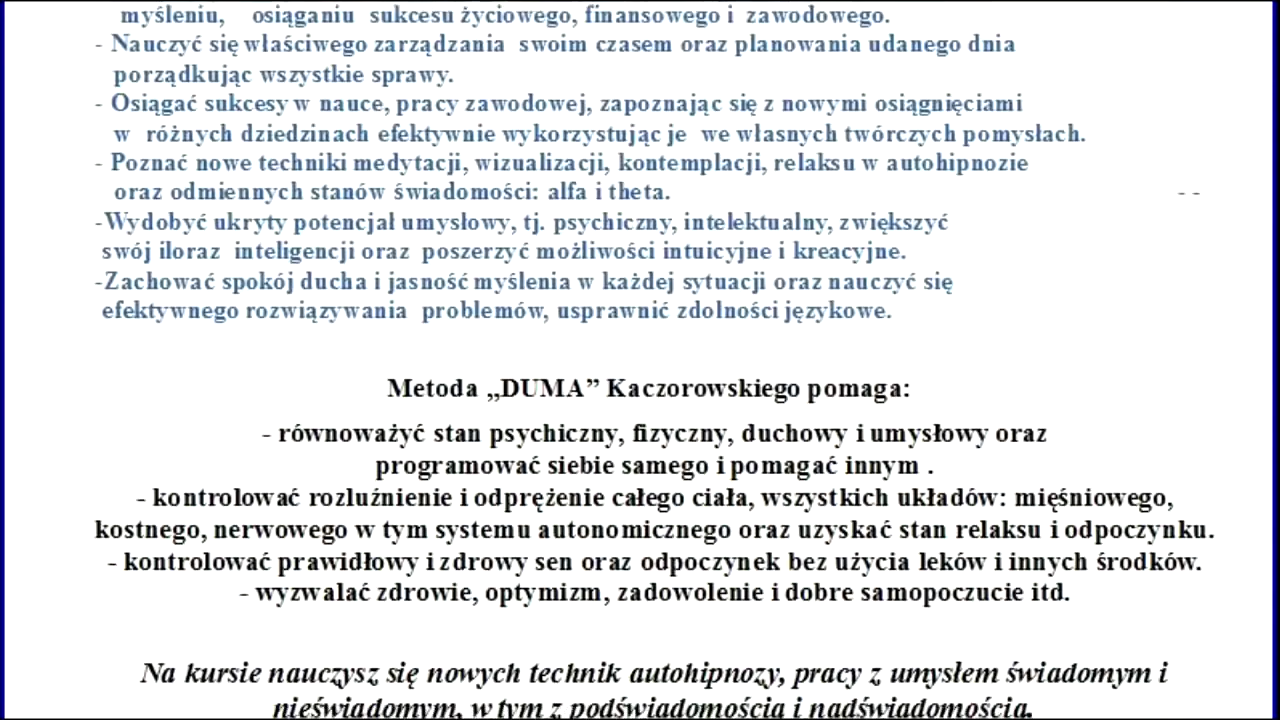 myśleniu, osiąganiu sukcesu życiowego, finansowego i zawodowego.
- Nauczyć się właściwego zarządzania swoim czasem oraz planowania udanego dnia
porządkując wszystkie sprawy.
- Osiągać sukcesy w nauce, pracy zawodowej, zapoznając się z nowymi osiągnięciami
w różnych dziedzinach efektywnie wykorzystując je we własnych twórczych pomysłach.
- Poznać nowe techniki medytacji, wizualizacji, kontemplacji, relaksu w autohipnozie
oraz odmiennych stanów świadomości: alfa i theta. - -
-Wydobyć ukryty potencjał umysłowy, tj. psychiczny, intelektualny, zwiększyć
swój iloraz inteligencji oraz poszerzyć możliwości intuicyjne i kreacyjne.
-Zachować spokój ducha i jasność myślenia w każdej sytuacji oraz nauczyć się
efektywnego rozwiązywania problemów, usprawnić zdolności językowe.
Metoda „DUMA” Kaczorowskiego pomaga:
- równoważyć stan psychiczny, fizyczny, duchowy i umysłowy oraz
programować siebie samego i pomagać innym .
- kontrolować rozluźnienie i odprężenie całego ciała, wszystkich układów: mięśniowego,
kostnego, nerwowego w tym systemu autonomicznego oraz uzyskać stan relaksu i odpoczynku.
- kontrolować prawidłowy i zdrowy sen oraz odpoczynek bez użycia leków i innych środków.
- wyzwalać zdrowie, optymizm, zadowolenie i dobre samopoczucie itd.
Na kursie nauczysz się nowych technik autohipnozy, pracy z umysłem świadomym i
nieświadomym, w tym z podświadomością i nadświadomością.